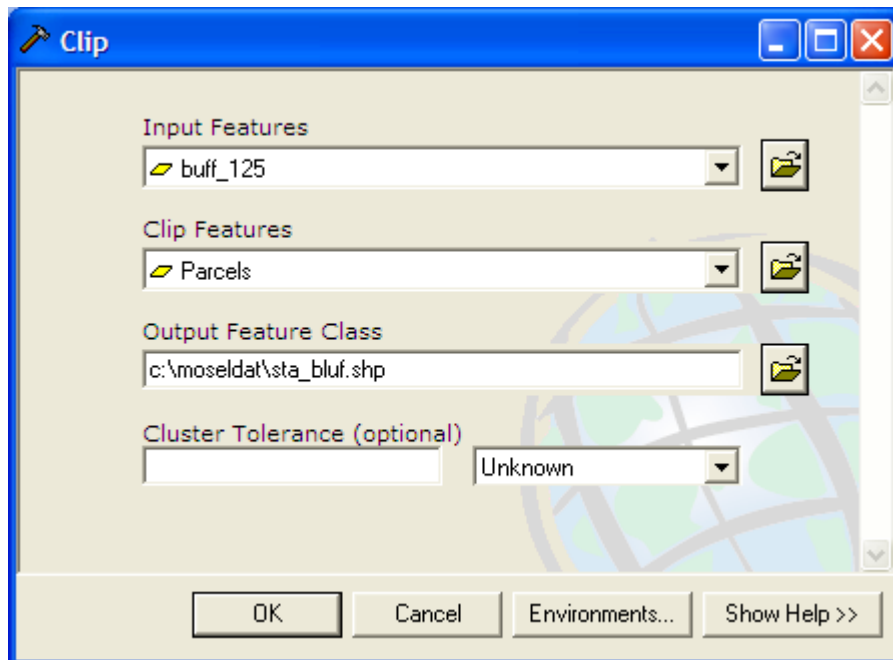 Clip
Input Features
buff_125
Clip Features
Parcels
Output Feature Class
c:\moseldat\sta_bluf.shp
Cluster Tolerance (optional)
Unknown
OK Cancel Environments... Show Help >>